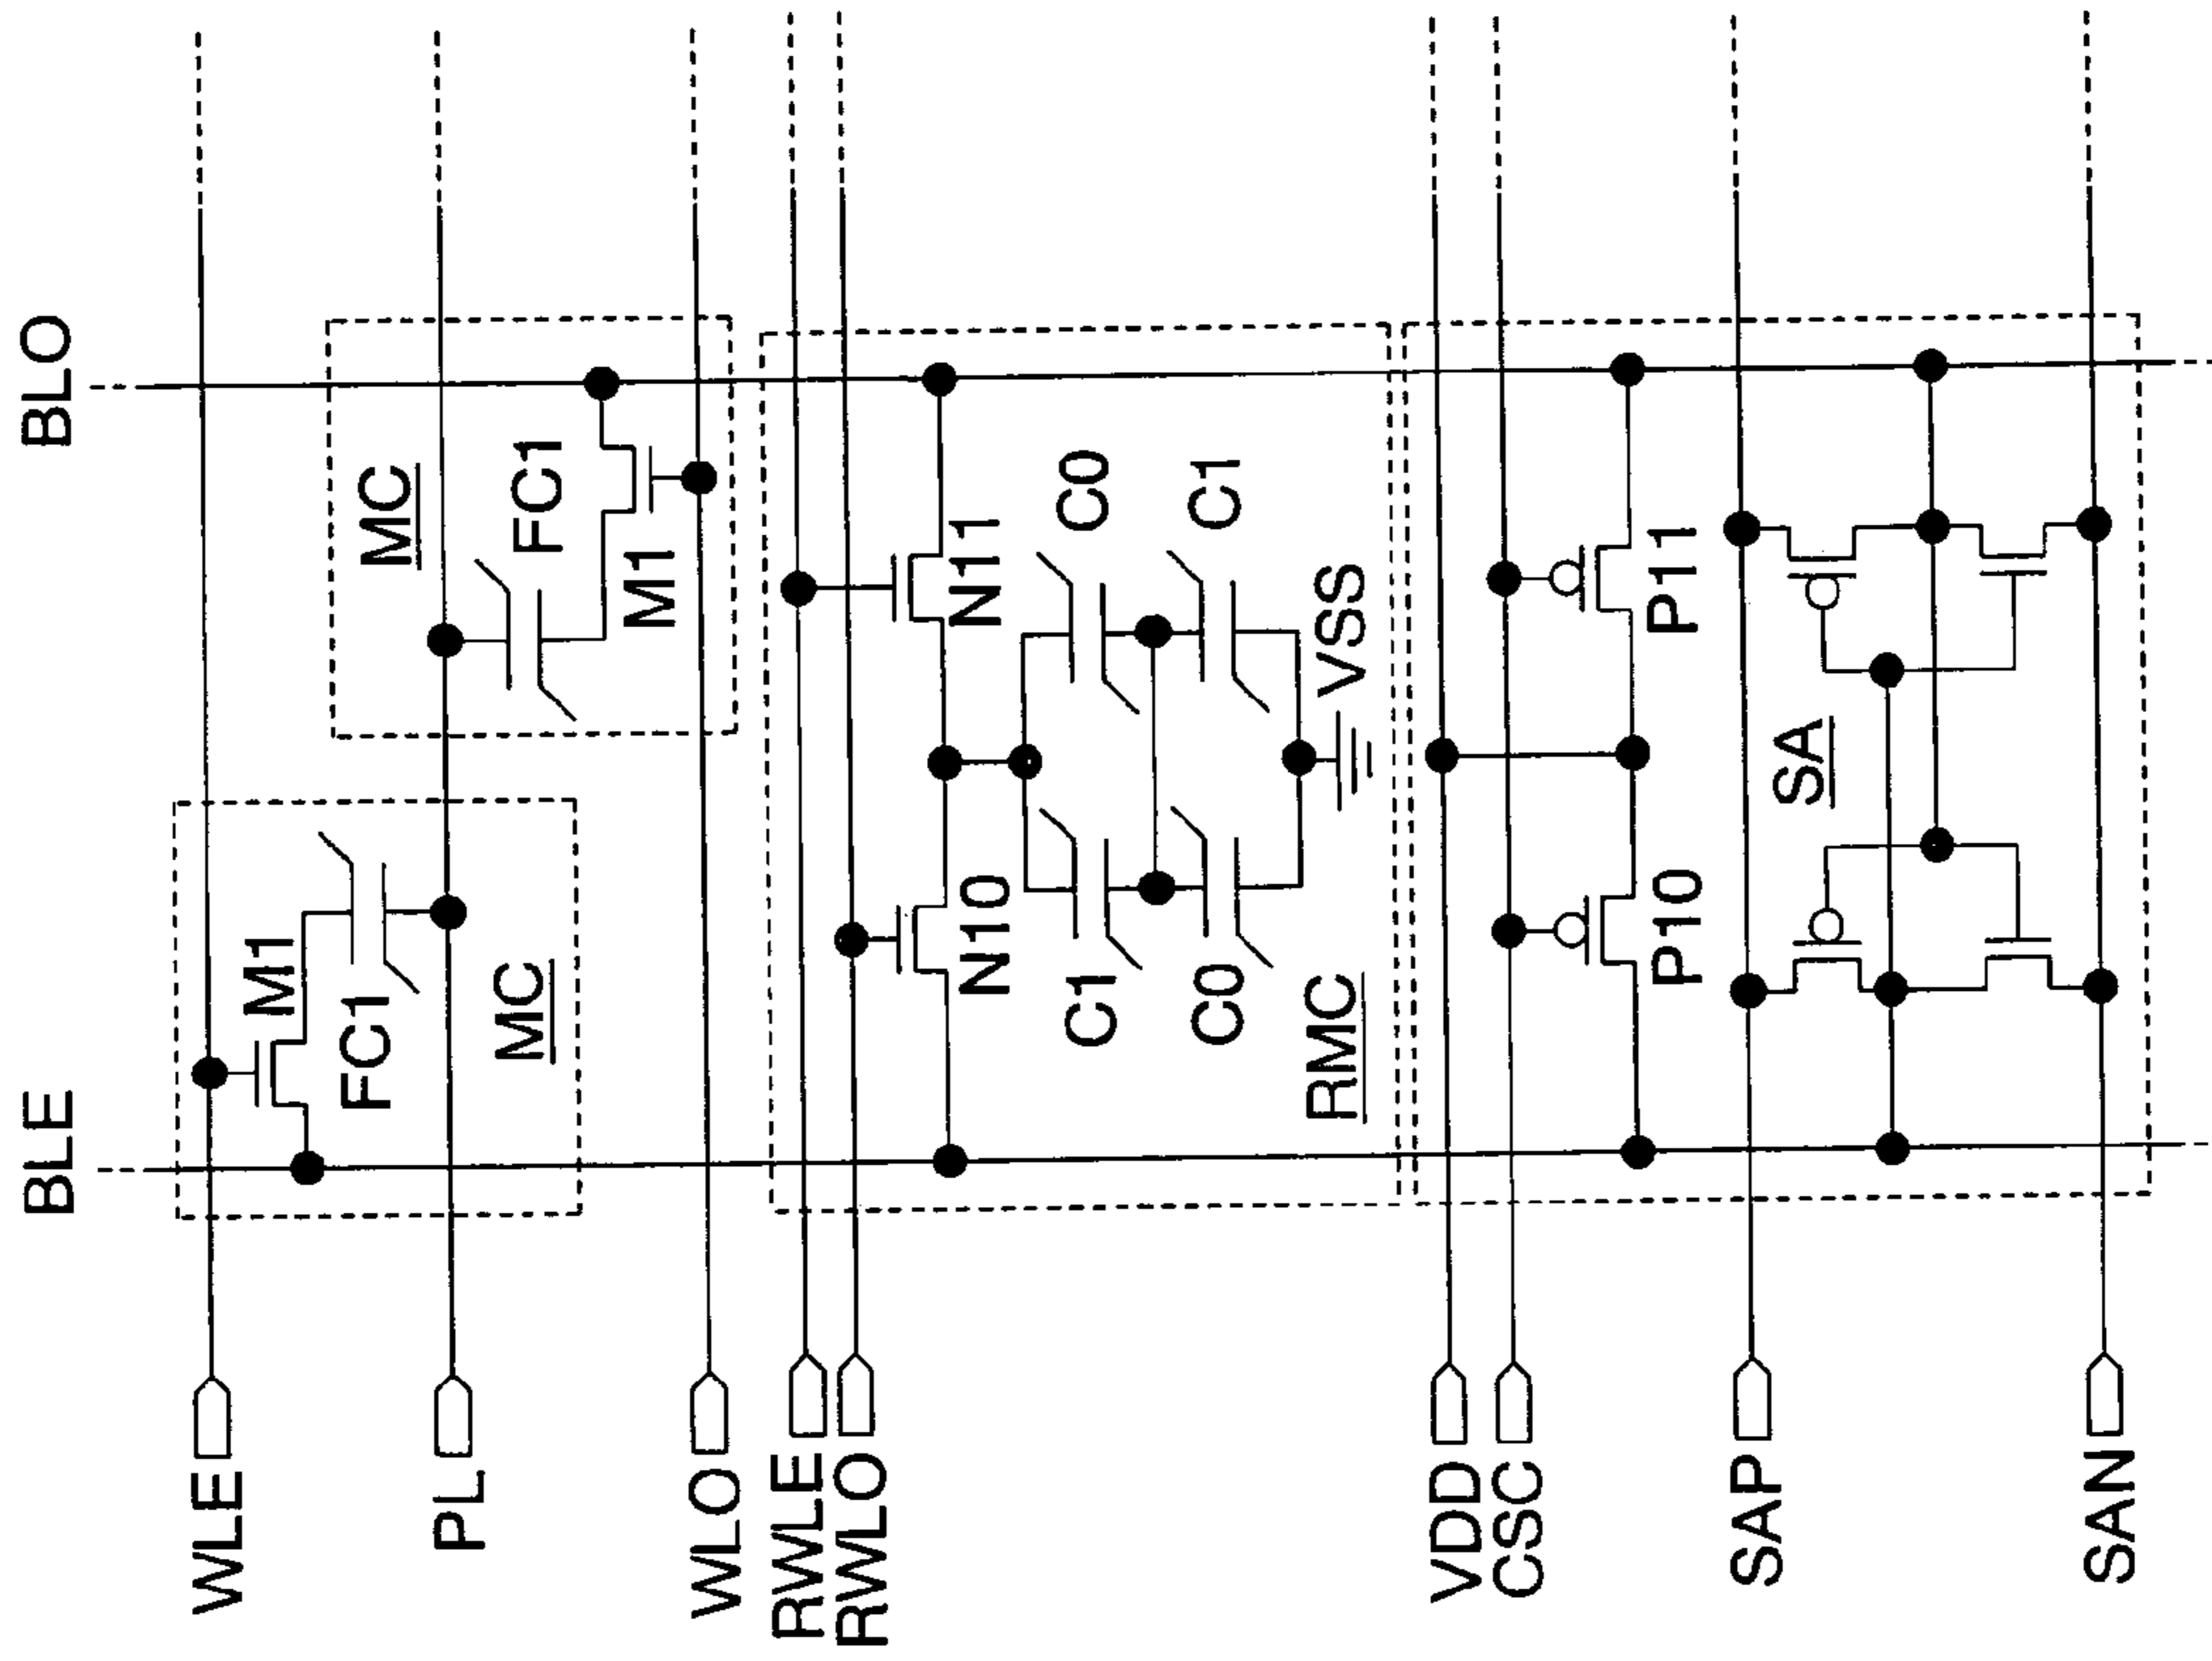 BLE
BLO
WLE
M1
FC1
MC
MC
FC1
M1
PL
WLO
RWLE
RWLO
N10
N11
C1
C0
C0
C1
RMC
VSS
VDD
CSC
P10
P11
SAP
SA
SAN